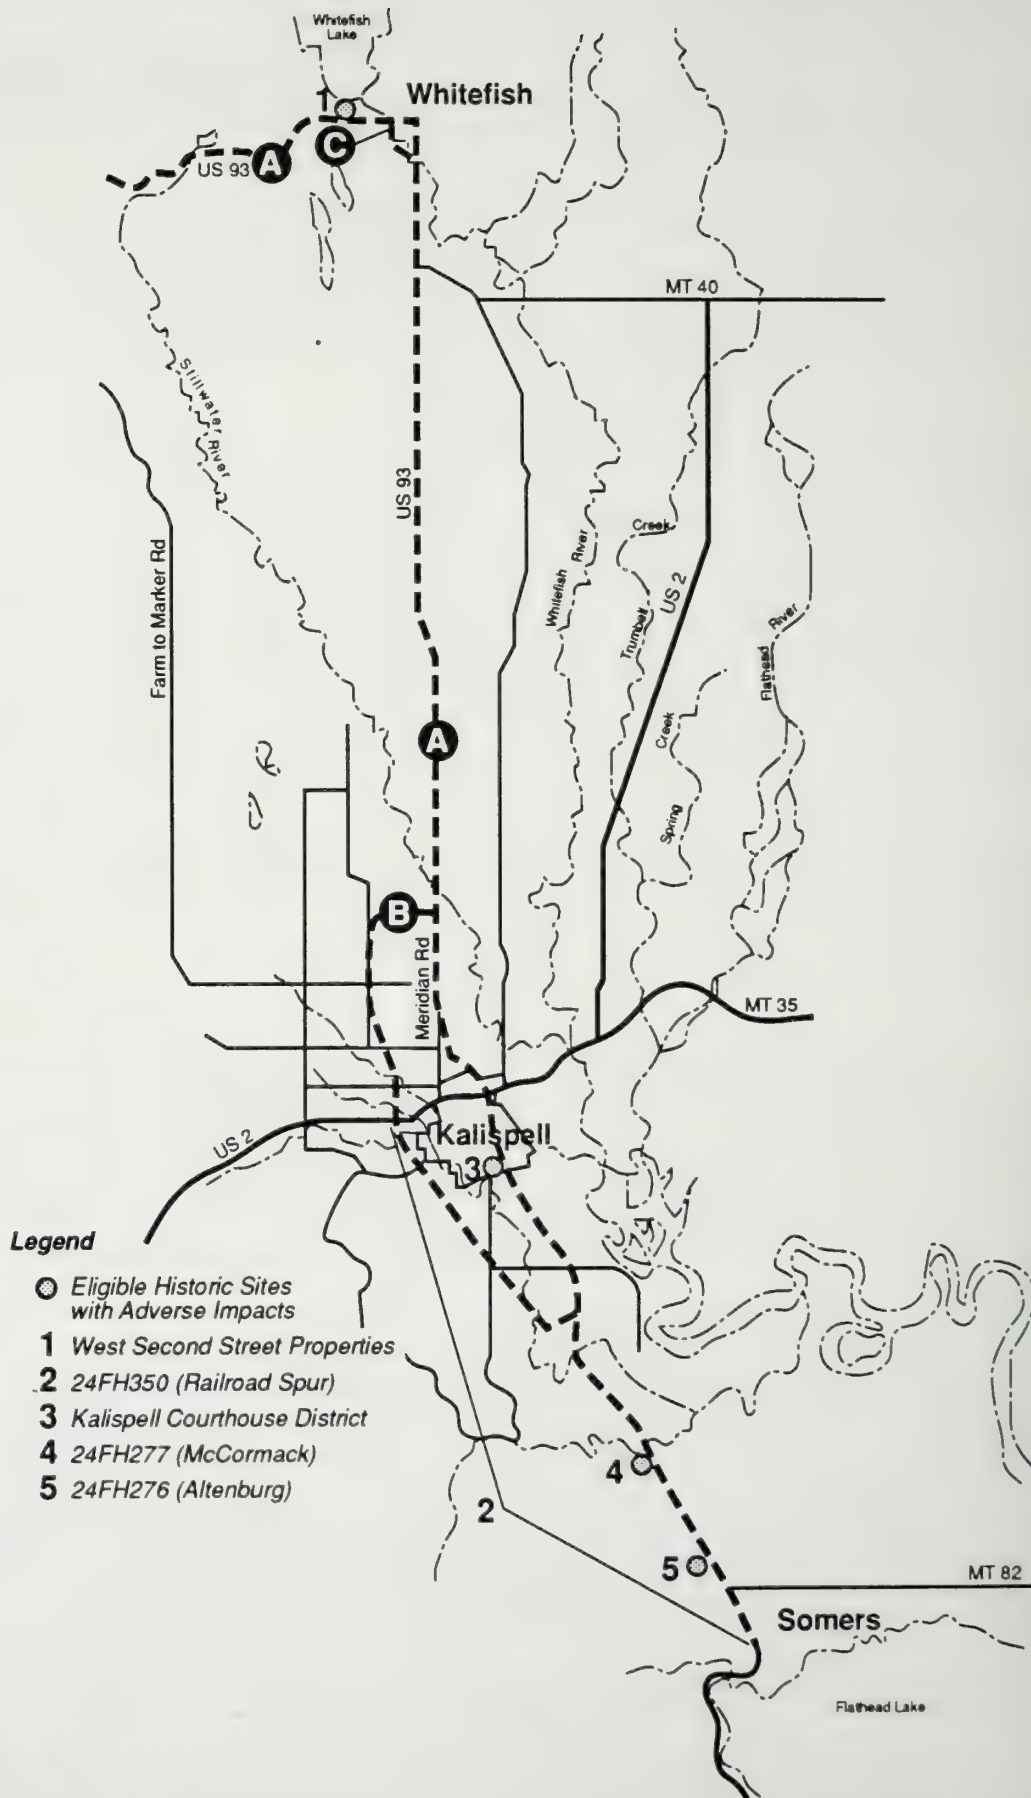 Whitefish
Lake
1
Whitefish
C
A
US 93
MT 40
Stillwater
River
US 93
Farm to Marker Rd
Whitefish River
Creek
Trumbell
US 2
Spring Creek
Flathead River
A
B
Meridian Rd
MT 35
US 2
Kalispell
3
Legend
Eligible Historic Sites
with Adverse Impacts
1 West Second Street Properties
2 24FH350 (Railroad Spur)
3 Kalispell Courthouse District
4 24FH277 (McCormack)
5 24FH276 (Altenburg)
4
2
5
MT 82
Somers
Flathead Lake